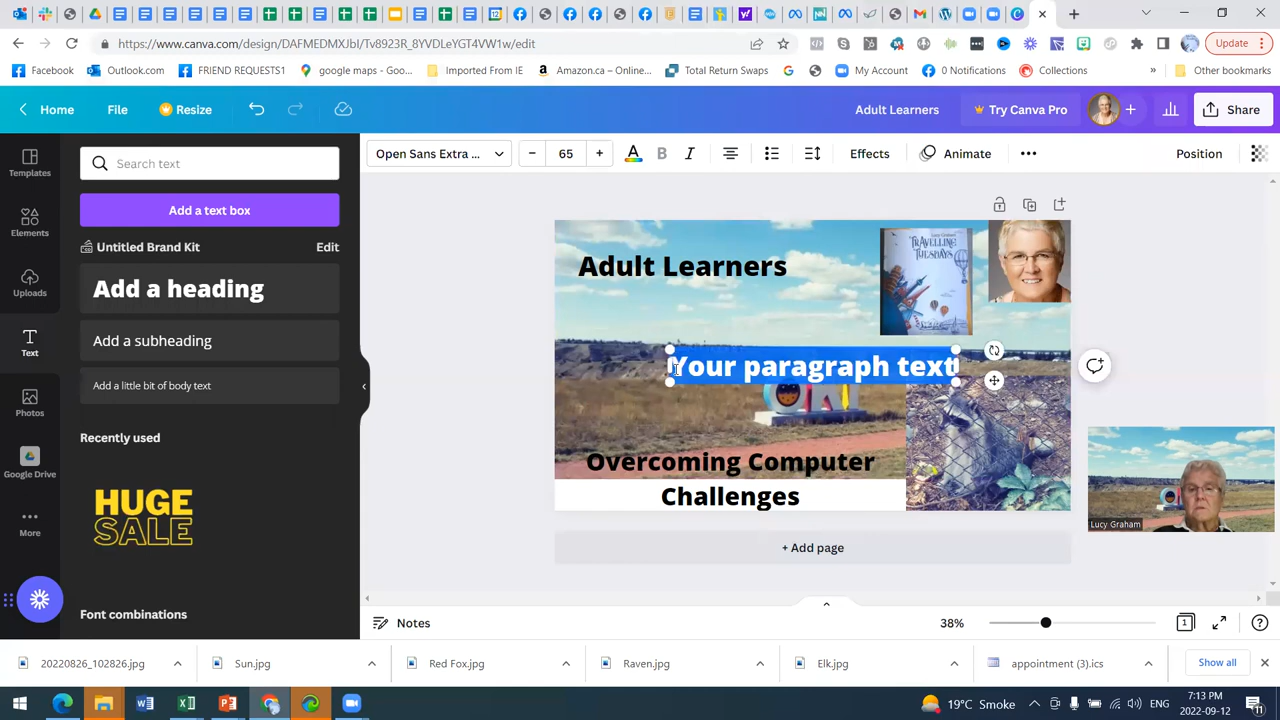 https://www.canva.com/design/DAFMEDMXJbI/Tv8t23R_8YVDLeYGT4VW1w/edit
Update
Facebook
Outlook.com
FRIEND REQUESTS1
google maps - Goo...
Imported From IE
Amazon.ca – Online...
Total Return Swaps
My Account
0 Notifications
Collections
»
Other bookmarks
Home
File
Resize
Adult Learners
Try Canva Pro
Share
Templates
Elements
Uploads
Text
Photos
Google Drive
More
Search text
Add a text box
Untitled Brand Kit
Edit
Add a heading
Add a subheading
Add a little bit of body text
Recently used
HUGE
SALE
Font combinations
Open Sans Extra ...
65
A
B
I
Effects
Animate
Position
Adult Learners
Lucy Graham
TRAVELLING
TUESDAYS
Your paragraph text
Overcoming Computer
Challenges
+ Add page
Lucy Graham
Notes
38%
1
20220826_102826.jpg
Sun.jpg
Red Fox.jpg
Raven.jpg
Elk.jpg
appointment (3).ics
Show all
19°C Smoke
ENG
7:13 PM
2022-09-12